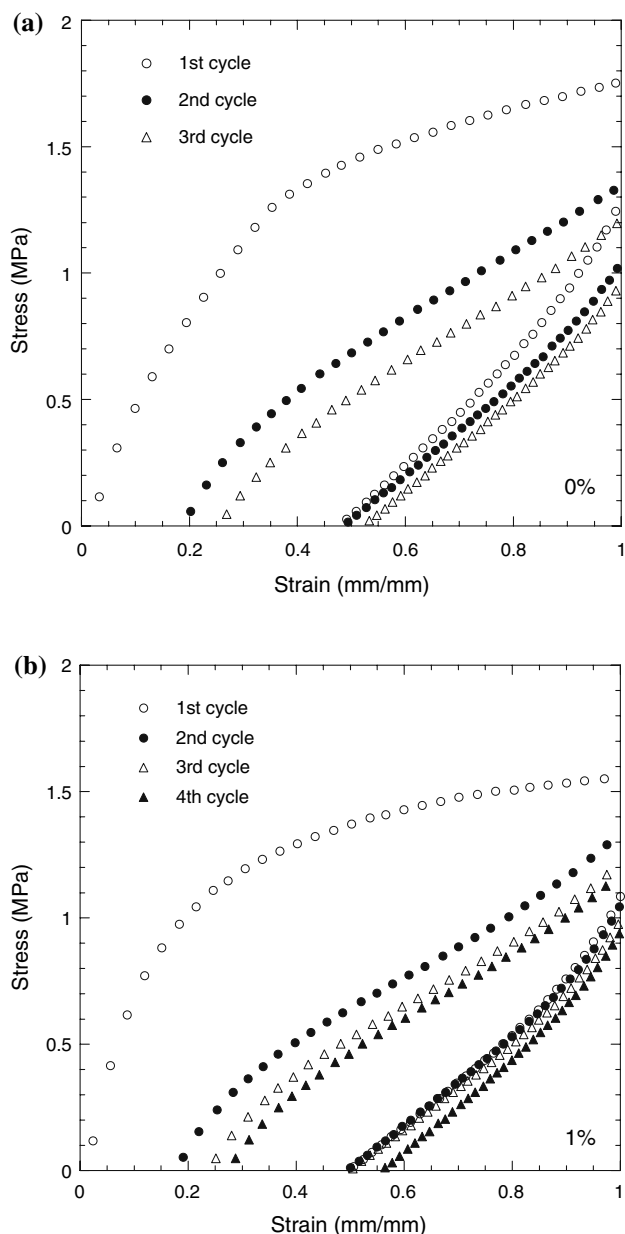 (a)
2
1.5
1
0.5
0
Stress (MPa)
1st cycle
2nd cycle
3rd cycle
0%
0 0.2 0.4 0.6 0.8 1
Strain (mm/mm)
(b)
2
1.5
1
0.5
0
Stress (MPa)
1st cycle
2nd cycle
3rd cycle
4th cycle
1%
0 0.2 0.4 0.6 0.8 1
Strain (mm/mm)